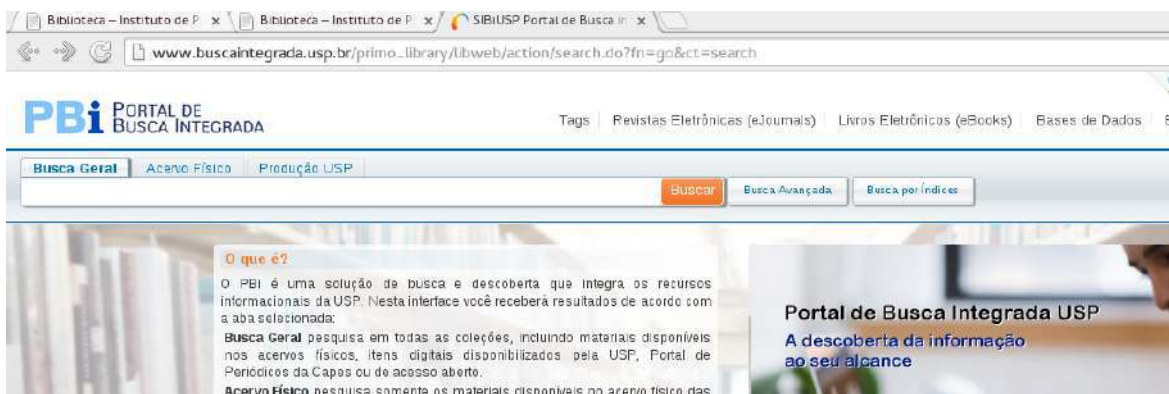 Biblioteca – Instituto de P x Biblioteca – Instituto de P x SIBiUSP Portal de Busca In x
www.buscaintegrada.usp.br/primo_library/libweb/action/search.do?fn=go&ct=search
PBi PORTAL DE BUSCA INTEGRADA
Tags Revistas Eletrônicas (eJournals) Livros Eletrônicos (eBooks) Bases de Dados
Busca Geral Acervo Físico Produção USP
Buscar Busca Avançada Busca por Índices
O que é?
O PBi é uma solução de busca e descoberta que integra os recursos
informacionais da USP. Nesta interface você receberá resultados de acordo com
a aba selecionada:
Busca Geral pesquisa em todas as coleções, incluindo materiais disponíveis
nos acervos físicos, itens digitais disponibilizados pela USP, Portal de
Periódicos da Capes ou de acesso aberto.
Acervo Físico pesquisa somente os materiais disponíveis no acervo físico das
Portal de Busca Integrada USP
A descoberta da informação
ao seu alcance